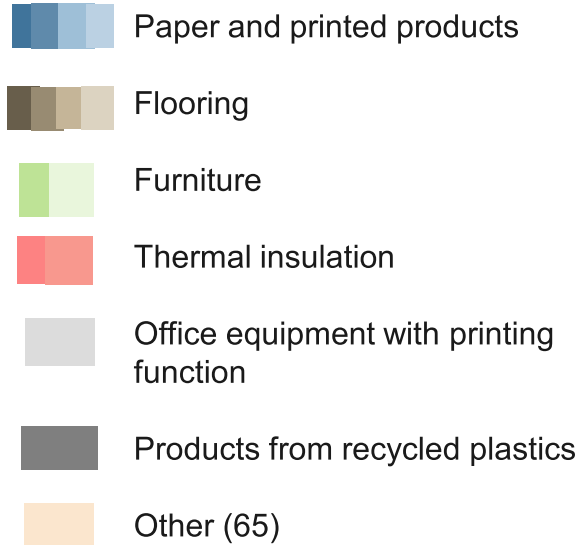 Paper and printed products
Flooring
Furniture
Thermal insulation
Office equipment with printing
function
Products from recycled plastics
Other (65)